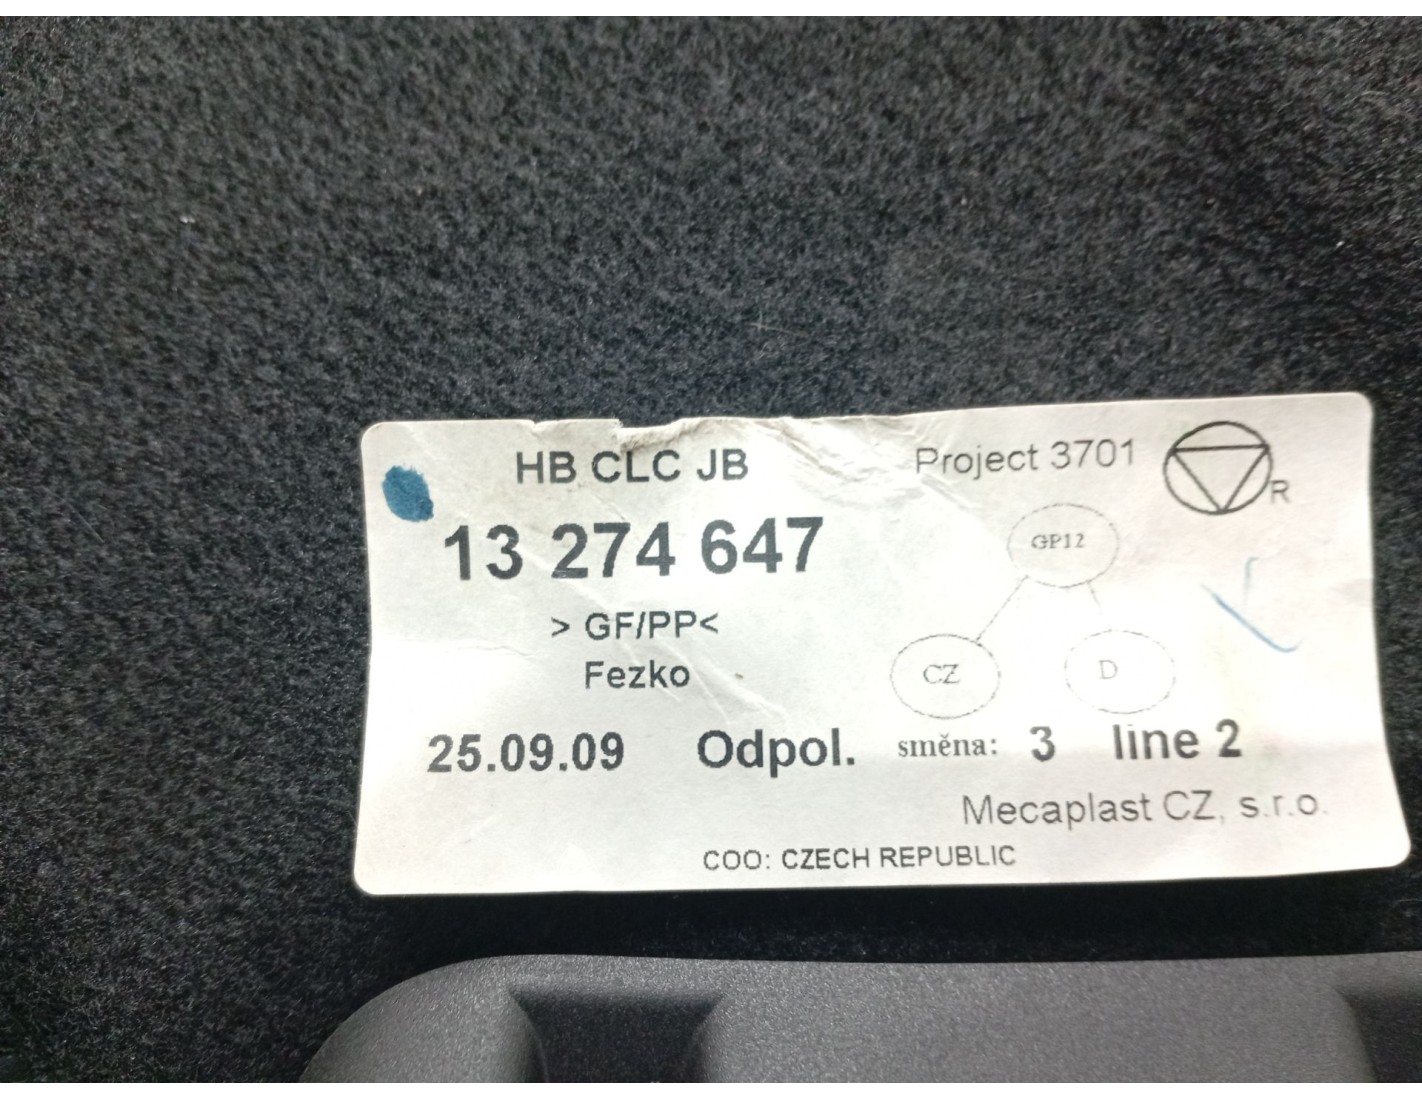 HB CLC JB
Project 3701
R
13 274 647
GP12
> GF/PP<
Fezko
CZ
D
25.09.09 Odpol. směna: 3 line 2
Mecaplast CZ, s.r.o.
COO: CZECH REPUBLIC